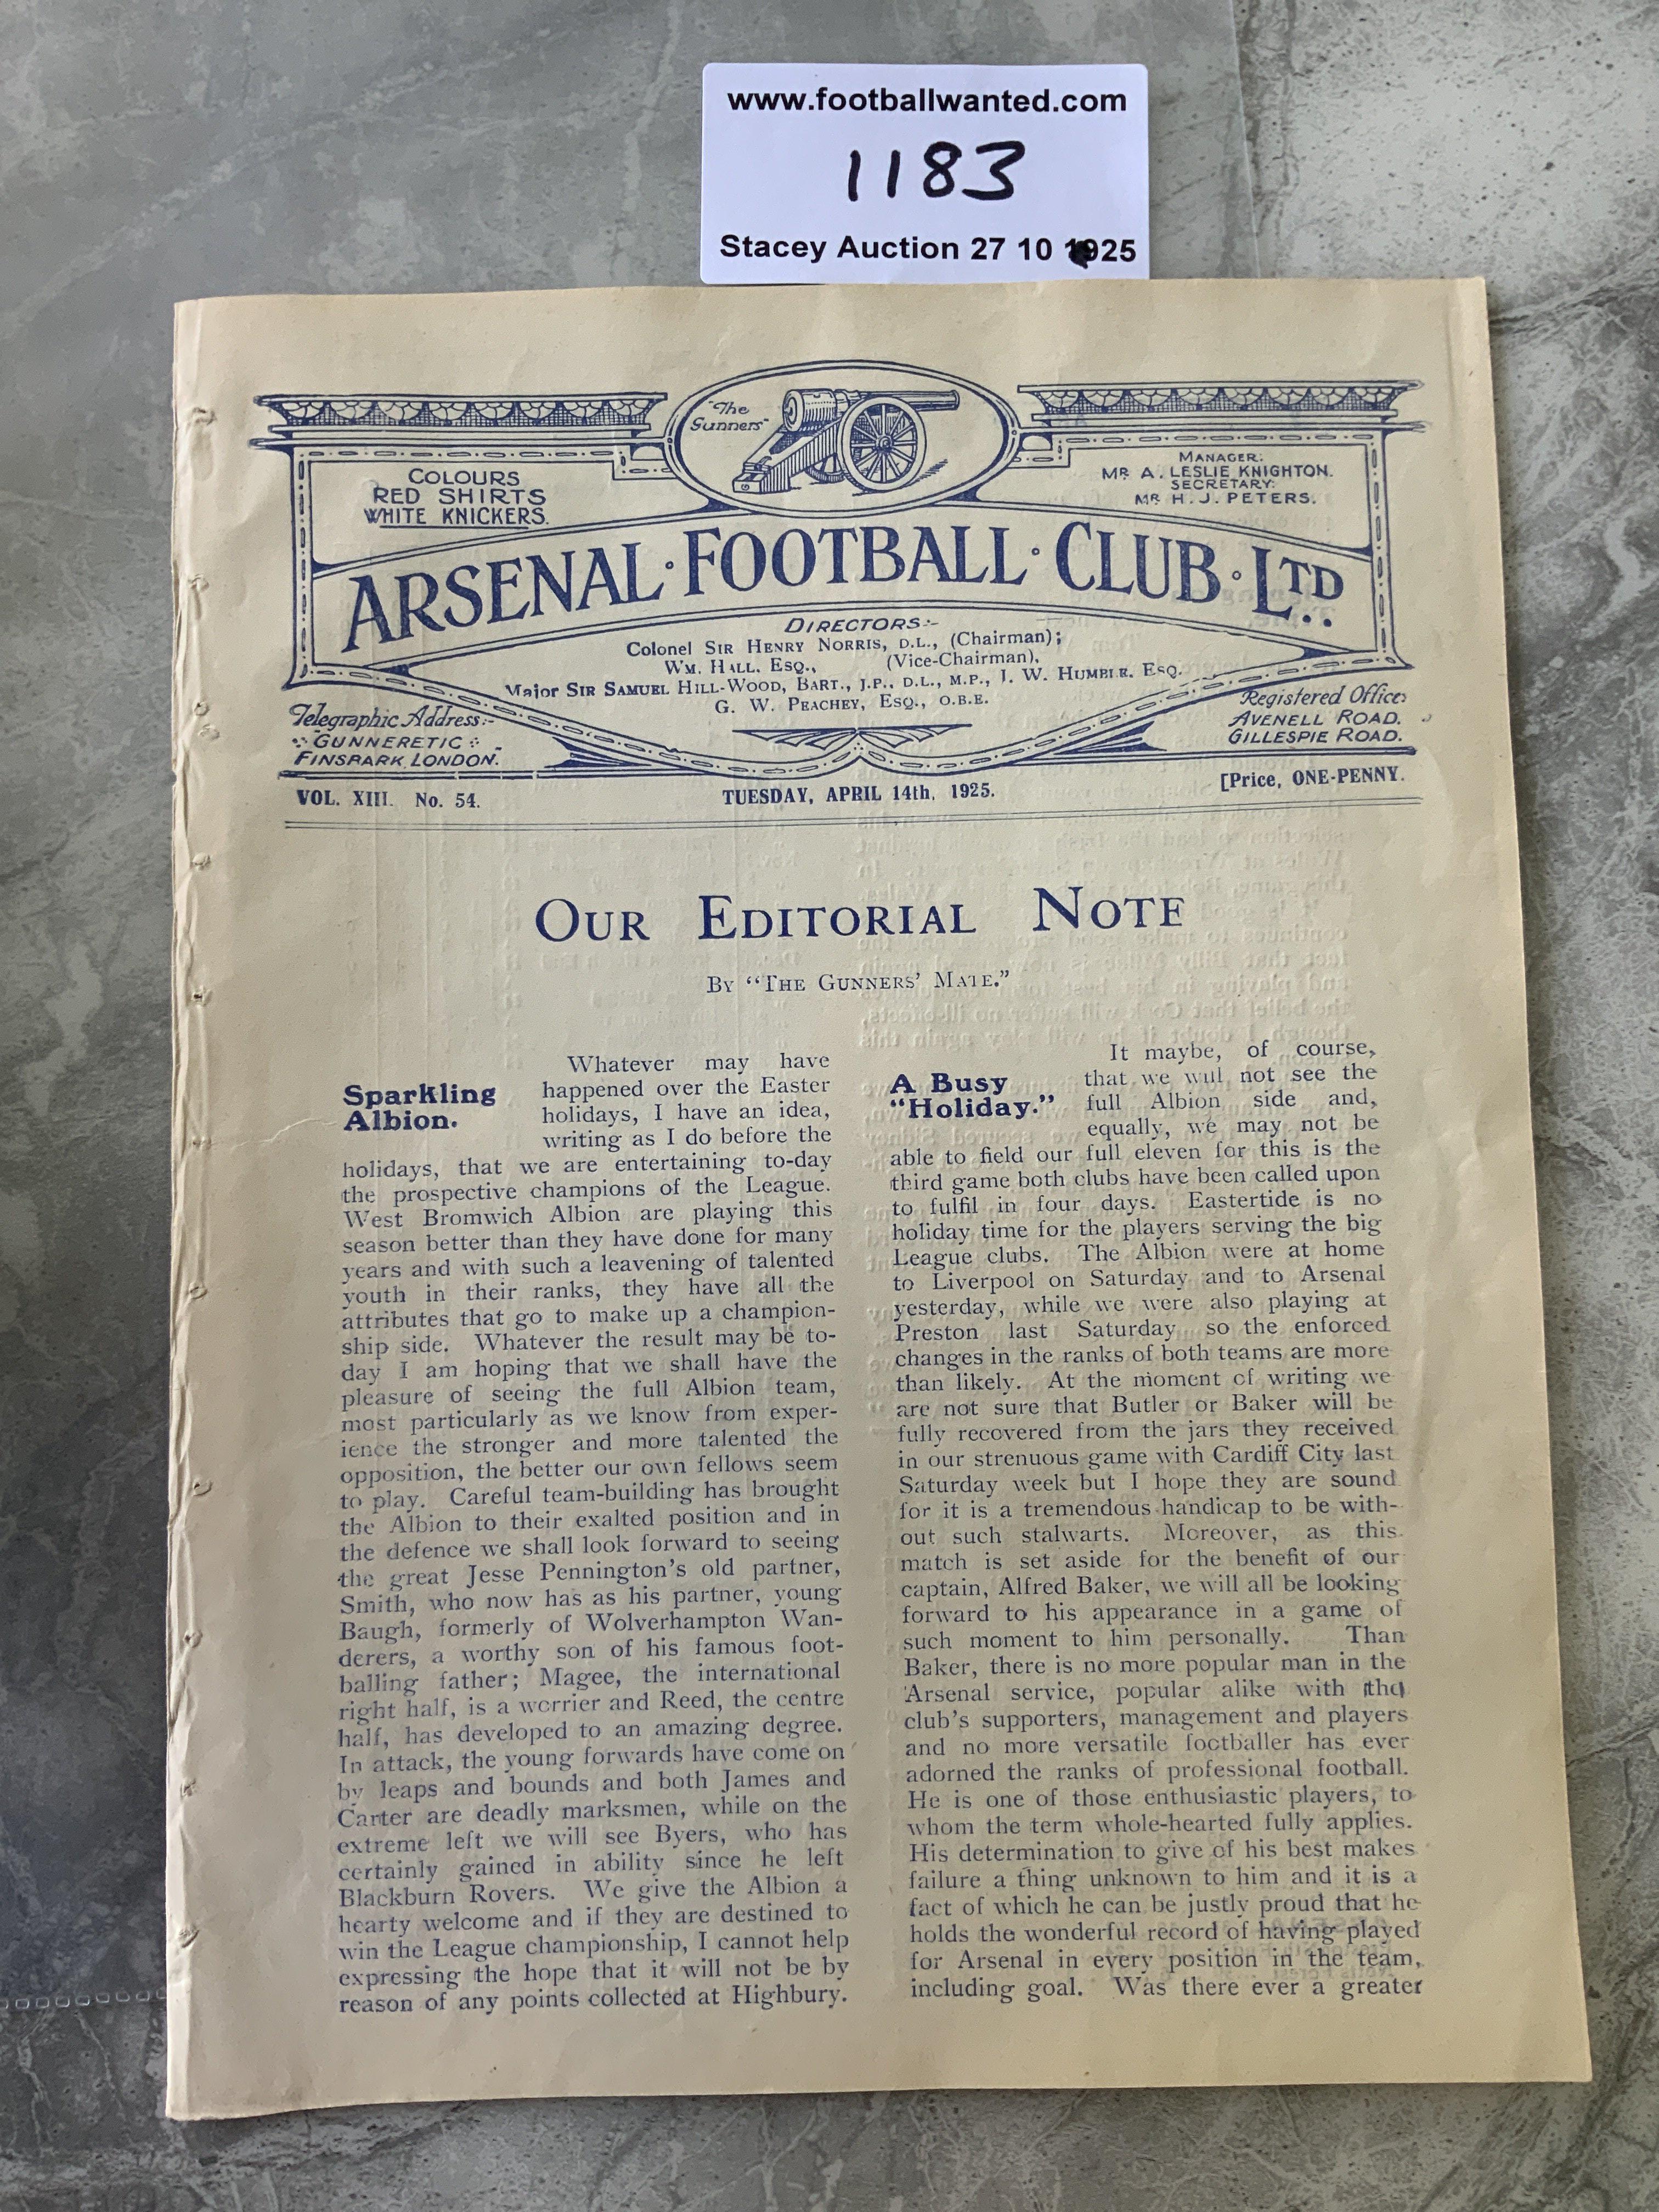 www.footballwanted.com
1183
Stacey Auction 27 10 1925
"The
Gunners"
COLOURS
RED SHIRTS
WHITE KNICKERS.
MANAGER:
MR A. LESLIE KNIGHTON.
SECRETARY:
MR H. J. PETERS.
ARSENAL · FOOTBALL · CLUB · LTD
DIRECTORS:-
Colonel SIR HENRY NORRIS, D.L., (Chairman);
WM. HALL. ESQ., (Vice-Chairman),
Major SIR SAMUEL HILL-WOOD, BART., J.P., D.L., M.P., J. W. HUMBLE. ESQ.
G. W. PEACHEY, ESQ., O.B.E.
Telegraphic Address:-
GUNNERETIC
FINSPARK, LONDON.
Registered Office:
AVENELL ROAD.
GILLESPIE ROAD.
VOL. XIII. No. 54.
TUESDAY, APRIL 14th, 1925.
[Price, ONE-PENNY.
OUR EDITORIAL NOTE
BY "THE GUNNERS' MATE."
Sparkling
Albion.
Whatever may have
happened over the Easter
holidays, I have an idea,
writing as I do before the
holidays, that we are entertaining to-day
the prospective champions of the League.
West Bromwich Albion are playing this
season better than they have done for many
years and with such a leavening of talented
youth in their ranks, they have all the
attributes that go to make up a champion-
ship side. Whatever the result may be to-
day I am hoping that we shall have the
pleasure of seeing the full Albion team,
most particularly as we know from exper-
ience the stronger and more talented the
opposition, the better our own fellows seem
to play. Careful team-building has brought
the Albion to their exalted position and in
the defence we shall look forward to seeing
the great Jesse Pennington's old partner,
Smith, who now has as his partner, young
Baugh, formerly of Wolverhampton Wan-
derers, a worthy son of his famous foot-
balling father; Magee, the international
right half, is a worrier and Reed, the centre
half, has developed to an amazing degree.
In attack, the young forwards have come on
by leaps and bounds and both James and
Carter are deadly marksmen, while on the
extreme left we will see Byers, who has
certainly gained in ability since he left
Blackburn Rovers. We give the Albion a
hearty welcome and if they are destined to
win the League championship, I cannot help
expressing the hope that it will not be by
reason of any points collected at Highbury.
A Busy
"Holiday."
It maybe, of course,
that we will not see the
full Albion side and,
equally, we may not be
able to field our full eleven for this is the
third game both clubs have been called upon
to fulfil in four days. Eastertide is no
holiday time for the players serving the big
League clubs. The Albion were at home
to Liverpool on Saturday and to Arsenal
yesterday, while we were also playing at
Preston last Saturday so the enforced
changes in the ranks of both teams are more
than likely. At the moment of writing we
are not sure that Butler or Baker will be
fully recovered from the jars they received
in our strenuous game with Cardiff City last
Saturday week but I hope they are sound
for it is a tremendous handicap to be with-
out such stalwarts. Moreover, as this
match is set aside for the benefit of our
captain, Alfred Baker, we will all be looking
forward to his appearance in a game of
such moment to him personally. Than
Baker, there is no more popular man in the
Arsenal service, popular alike with the
club's supporters, management and players
and no more versatile footballer has ever
adorned the ranks of professional football.
He is one of those enthusiastic players, to
whom the term whole-hearted fully applies.
His determination to give of his best makes
failure a thing unknown to him and it is a
fact of which he can be justly proud that he
holds the wonderful record of having played
for Arsenal in every position in the team,
including goal. Was there ever a greater